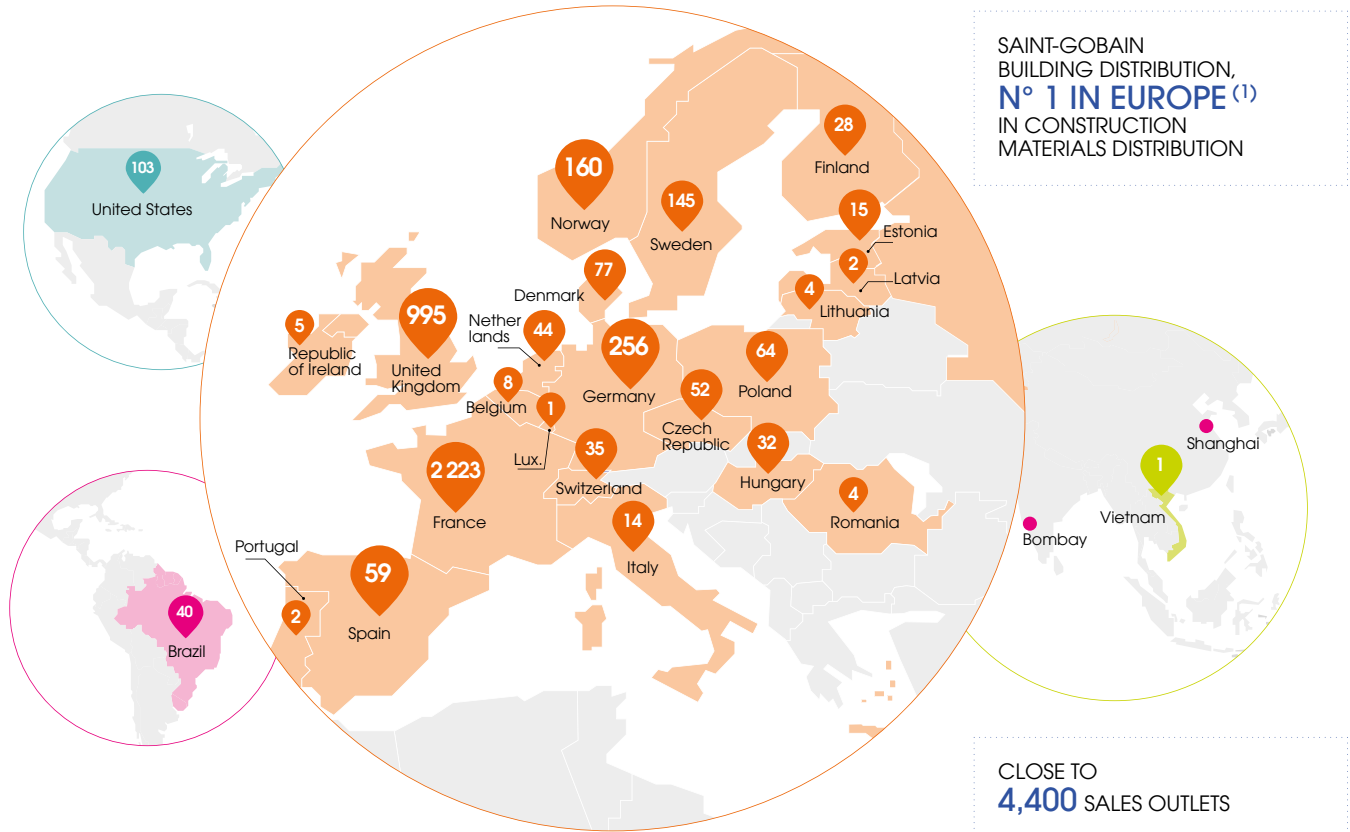 SAINT-GOBAIN
BUILDING DISTRIBUTION,
N° 1 IN EUROPE (1)
IN CONSTRUCTION
MATERIALS DISTRIBUTION
103
United States
28
Finland
160
Norway
145
Sweden
15
Estonia
2
Latvia
4
Lithuania
77
Denmark
995
United
Kingdom
5
Republic
of Ireland
Nether
lands
44
256
Germany
64
Poland
8
Belgium
1
Lux.
52
Czech
Republic
32
Hungary
35
Switzerland
2 223
France
4
Romania
14
Italy
Portugal
2
59
Spain
40
Brazil
Shanghai
1
Vietnam
Bombay
CLOSE TO
4,400 SALES OUTLETS